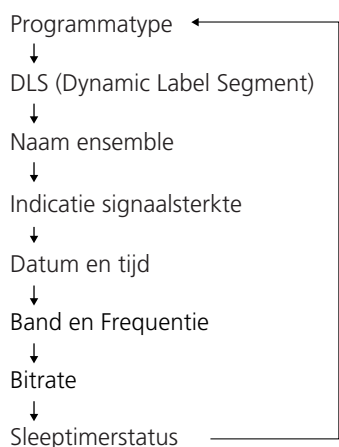 Programmatype
DLS (Dynamic Label Segment)
Naam ensemble
Indicatie signaalsterkte
Datum en tijd
Band en Frequentie
Bitrate
Sleeptimerstatus